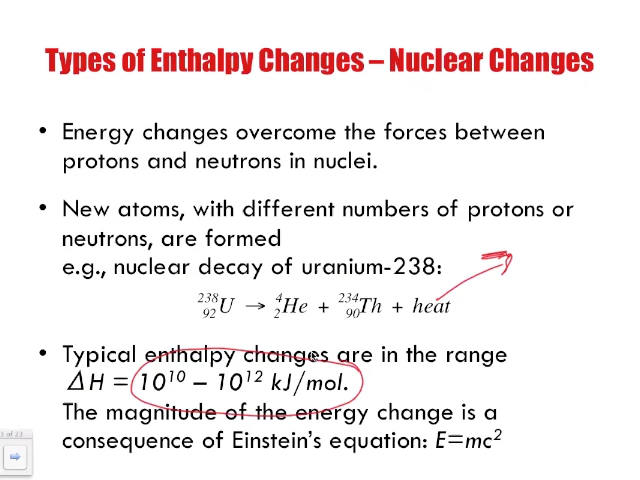 Types of Enthalpy Changes – Nuclear Changes
• Energy changes overcome the forces between
protons and neutrons in nuclei.
• New atoms, with different numbers of protons or
neutrons, are formed
e.g., nuclear decay of uranium-238:
²³⁸₉₂U → ⁴₂He + ²³⁴₉₀Th + heat
• Typical enthalpy changes are in the range
ΔH = 10¹⁰ – 10¹² kJ/mol.
The magnitude of the energy change is a
consequence of Einstein's equation: E=mc²